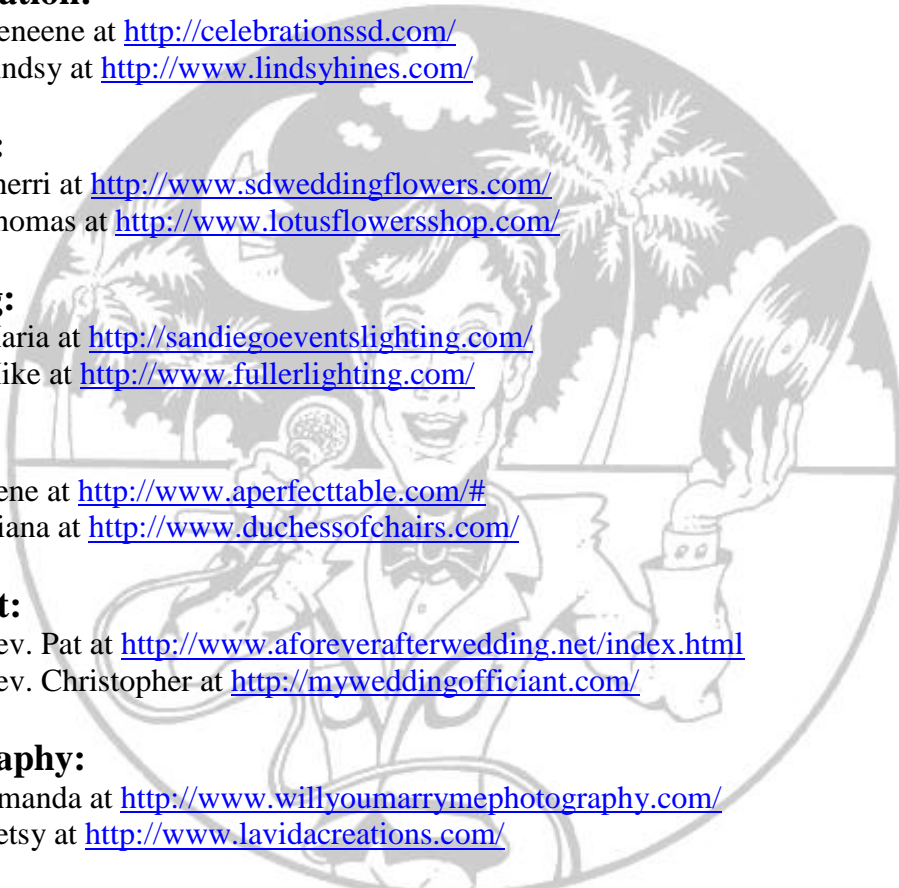 ation:
eneene at http://celebrationssd.com/
ndsy at http://www.lindsyhines.com/
:
herri at http://www.sdweddingflowers.com/
homas at http://www.lotusflowersshop.com/
g:
Maria at http://sandiegoeventslighting.com/
Mike at http://www.fullerlighting.com/
ene at http://www.aperfecttable.com/#
iana at http://www.duchessofchairs.com/
t:
ev. Pat at http://www.aforeverafterwedding.net/index.html
ev. Christopher at http://myweddingofficiant.com/
aphy:
manda at http://www.willyoumarrymephotography.com/
etsy at http://www.lavidacreations.com/